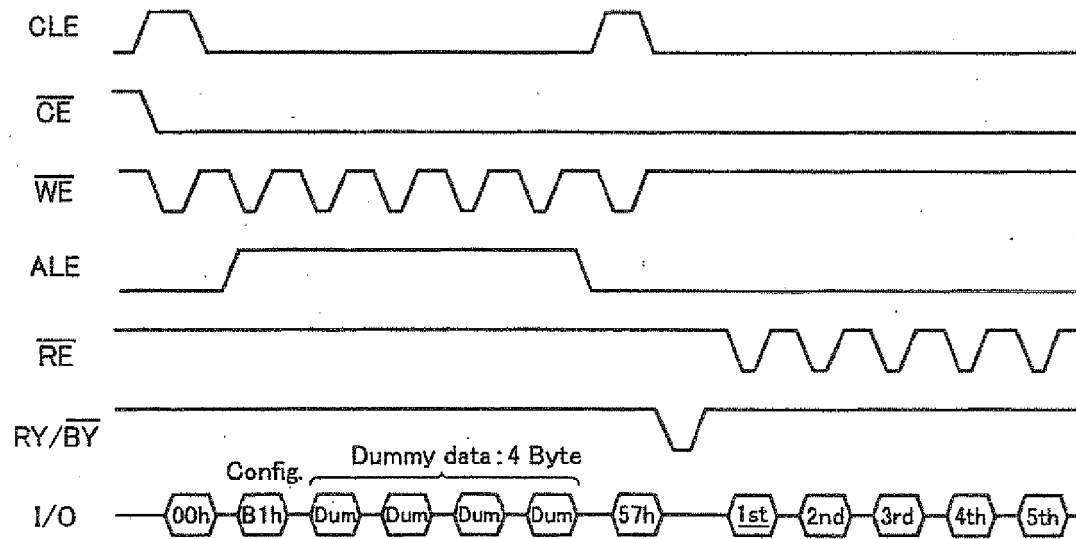 CLE
CE
WE
ALE
RE
RY/BY
Config. Dummy data : 4 Byte
I/O 00h B1h Dum Dum Dum Dum 57h 1st 2nd 3rd 4th 5th